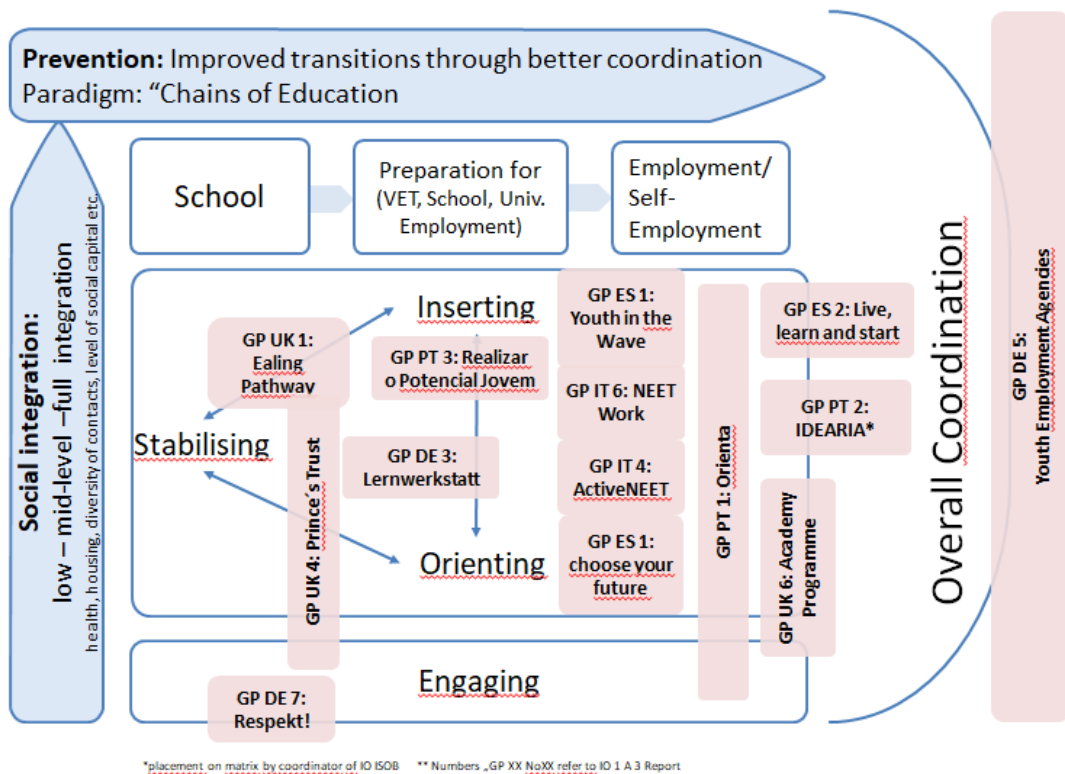 Prevention: Improved transitions through better coordination
Paradigm: “Chains of Education
Social integration:
low – mid-level –full integration
health, housing, diversity of contacts, level of social capital etc.
School
Preparation for
(VET, School, Univ.
Employment)
Employment/
Self-
Employment
Inserting
Stabilising
Orienting
GP UK 1:
Ealing
Pathway
GP PT 3: Realizar
o Potencial Jovem
GP DE 3:
Lernwerkstatt
GP UK 4: Prince´s Trust
GP ES 1:
Youth in the
Wave
GP IT 6: NEET
Work
GP IT 4:
ActiveNEET
GP ES 1:
choose your
future
GP PT 1: Orienta
GP ES 2: Live,
learn and start
GP PT 2:
IDEARIA*
GP UK 6: Academy
Programme
Engaging
GP DE 7:
Respekt!
Overall Coordination
GP DE 5:
Youth Employment Agendies
*placement on matrix by coordinator of IO ISOB ** Numbers „GP XX NoXX refer to IO 1 A 3 Report